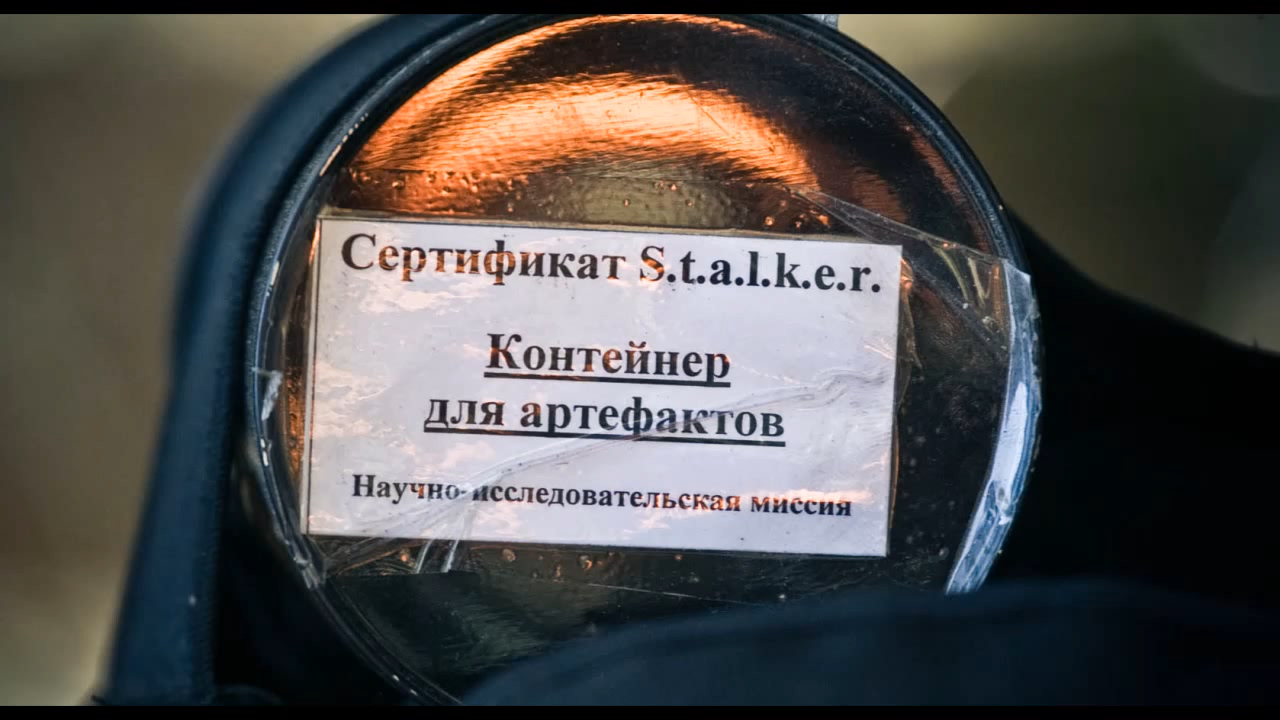 Сертификат S.t.a.l.k.e.r.
Контейнер
для артефактов
Научно-исследовательская миссия